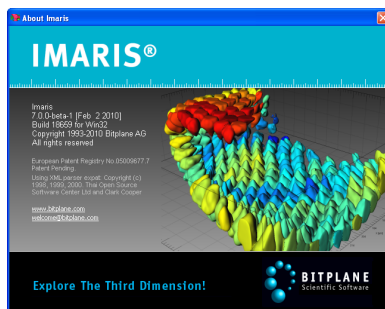 About Imaris
IMARIS®
Imaris
7.0.0-beta-1 [Feb 2 2010]
Build 18659 for Win32
Copyright 1993-2010 Bitplane AG
All rights reserved
European Patent Registry No.05009677.7
Patent Pending
Using XML parser expat: Copyright (c)
1998, 1999, 2000: Thai Open Source
Software Center Ltd and Clark Cooper
www.bitplane.com
welcome@bitplane.com
Explore The Third Dimension!
BITPLANE
Scientific Software